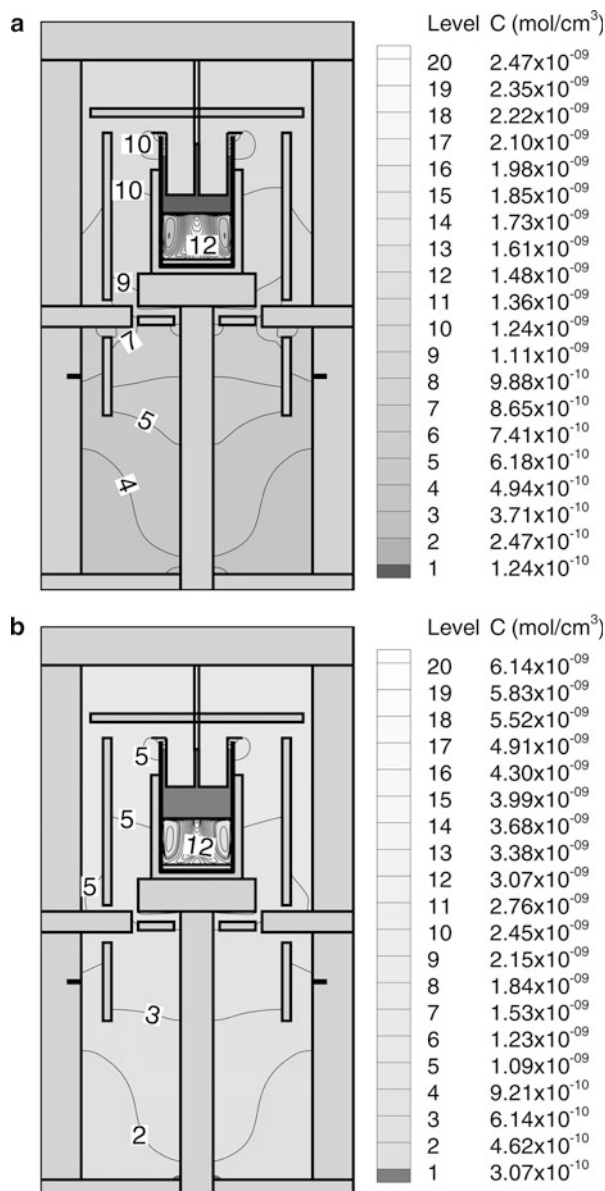 a
Level C (mol/cm³)
20 2.47x10⁻⁰⁹
19 2.35x10⁻⁰⁹
18 2.22x10⁻⁰⁹
17 2.10x10⁻⁰⁹
16 1.98x10⁻⁰⁹
15 1.85x10⁻⁰⁹
14 1.73x10⁻⁰⁹
13 1.61x10⁻⁰⁹
12 1.48x10⁻⁰⁹
11 1.36x10⁻⁰⁹
10 1.24x10⁻⁰⁹
9 1.11x10⁻⁰⁹
8 9.88x10⁻¹⁰
7 8.65x10⁻¹⁰
6 7.41x10⁻¹⁰
5 6.18x10⁻¹⁰
4 4.94x10⁻¹⁰
3 3.71x10⁻¹⁰
2 2.47x10⁻¹⁰
1 1.24x10⁻¹⁰
10
10
12
9
7
5
4
b
Level C (mol/cm³)
20 6.14x10⁻⁰⁹
19 5.83x10⁻⁰⁹
18 5.52x10⁻⁰⁹
17 4.91x10⁻⁰⁹
16 4.30x10⁻⁰⁹
15 3.99x10⁻⁰⁹
14 3.68x10⁻⁰⁹
13 3.38x10⁻⁰⁹
12 3.07x10⁻⁰⁹
11 2.76x10⁻⁰⁹
10 2.45x10⁻⁰⁹
9 2.15x10⁻⁰⁹
8 1.84x10⁻⁰⁹
7 1.53x10⁻⁰⁹
6 1.23x10⁻⁰⁹
5 1.09x10⁻⁰⁹
4 9.21x10⁻¹⁰
3 6.14x10⁻¹⁰
2 4.62x10⁻¹⁰
1 3.07x10⁻¹⁰
5
5
12
5
3
2